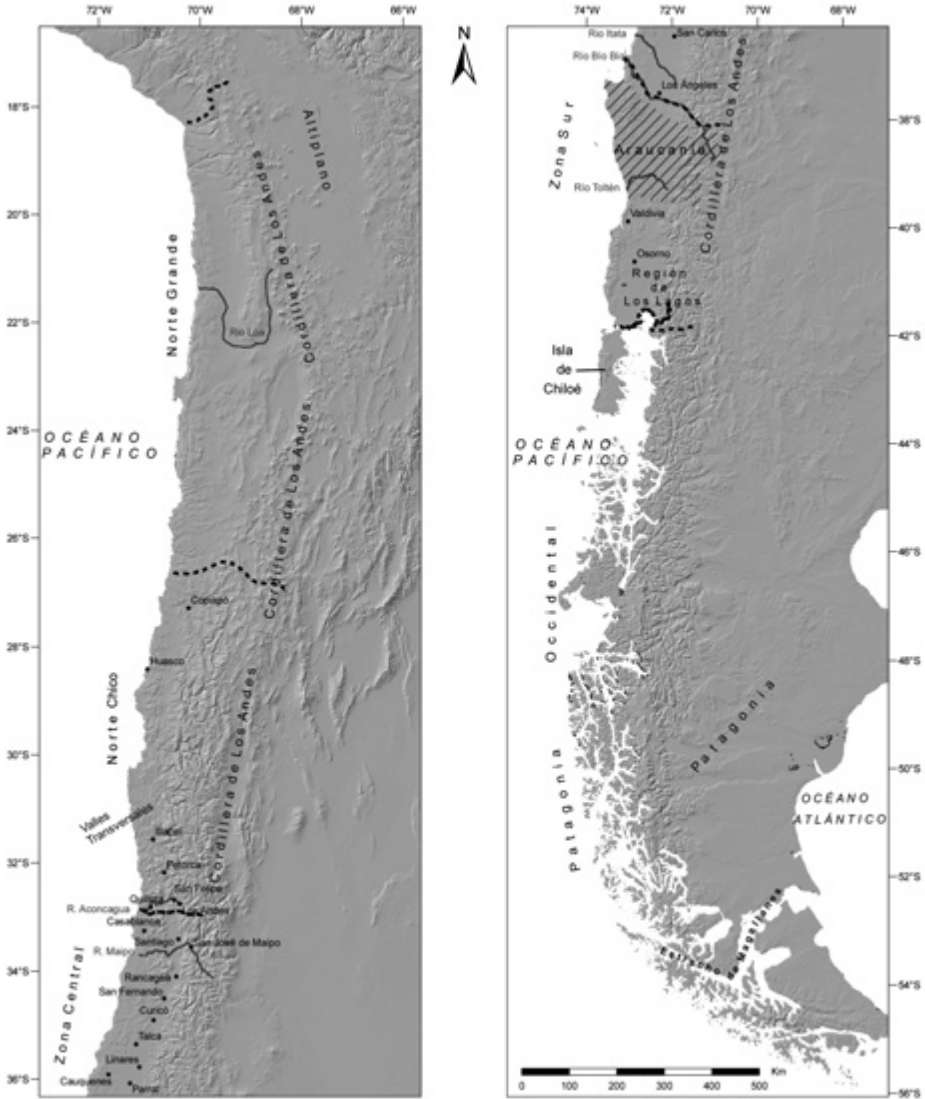 72°W 70°W 68°W 66°W
18°S
20°S
22°S
24°S
26°S
28°S
30°S
32°S
34°S
36°S
Altiplano
Cordillera de Los Andes
Norte Grande
Río Loa
OCÉANO
PACÍFICO
Cordillera de Los Andes
Copiapó
Huasco
Norte Chico
Cordillera de Los Andes
Valles
Transversales
Illapel
Petorca
San Felipe
Quillota
R. Aconcagua
Andes
Casablanca
Santiago
San José de Maipo
R. Maipo
Zona Central
Rancagua
San Fernando
Curicó
Talca
Linares
Cauquenes
Parral
N
74°W 72°W 70°W 68°W
38°S
40°S
42°S
44°S
46°S
48°S
50°S
52°S
54°S
56°S
Río Itata
San Carlos
Río Bío Bío
Los Ángeles
Zona Sur
Araucanía
Cordillera de Los Andes
Río Toltén
Valdivia
Osorno
Región
de
Los Lagos
Isla
de
Chiloé
OCÉANO
PACÍFICO
Patagonia Occidental
Patagonia
OCÉANO
ATLÁNTICO
Estrecho de Magallanes
0 100 200 300 400 500 Km